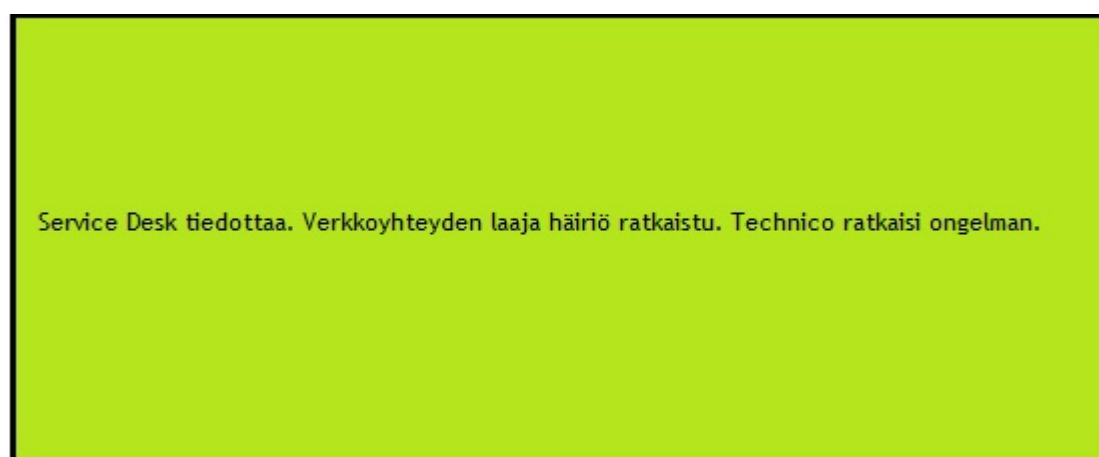 Service Desk tiedottaa. Verkkoyhteyden laaja häiriö ratkaistu. Technico ratkaisi ongelman.